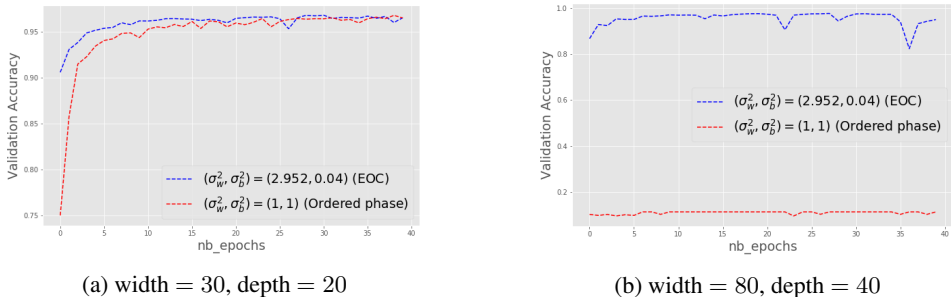 0.95
0.90
0.85
0.80
0.75
Validation Accuracy
(σ_w^2, σ_b^2) = (2.952, 0.04) (EOC)
(σ_w^2, σ_b^2) = (1, 1) (Ordered phase)
0 5 10 15 20 25 30 35 40
nb_epochs
(a) width = 30, depth = 20
1.0
0.8
0.6
0.4
0.2
Validation Accuracy
(σ_w^2, σ_b^2) = (2.952, 0.04) (EOC)
(σ_w^2, σ_b^2) = (1, 1) (Ordered phase)
0 5 10 15 20 25 30 35 40
nb_epochs
(b) width = 80, depth = 40